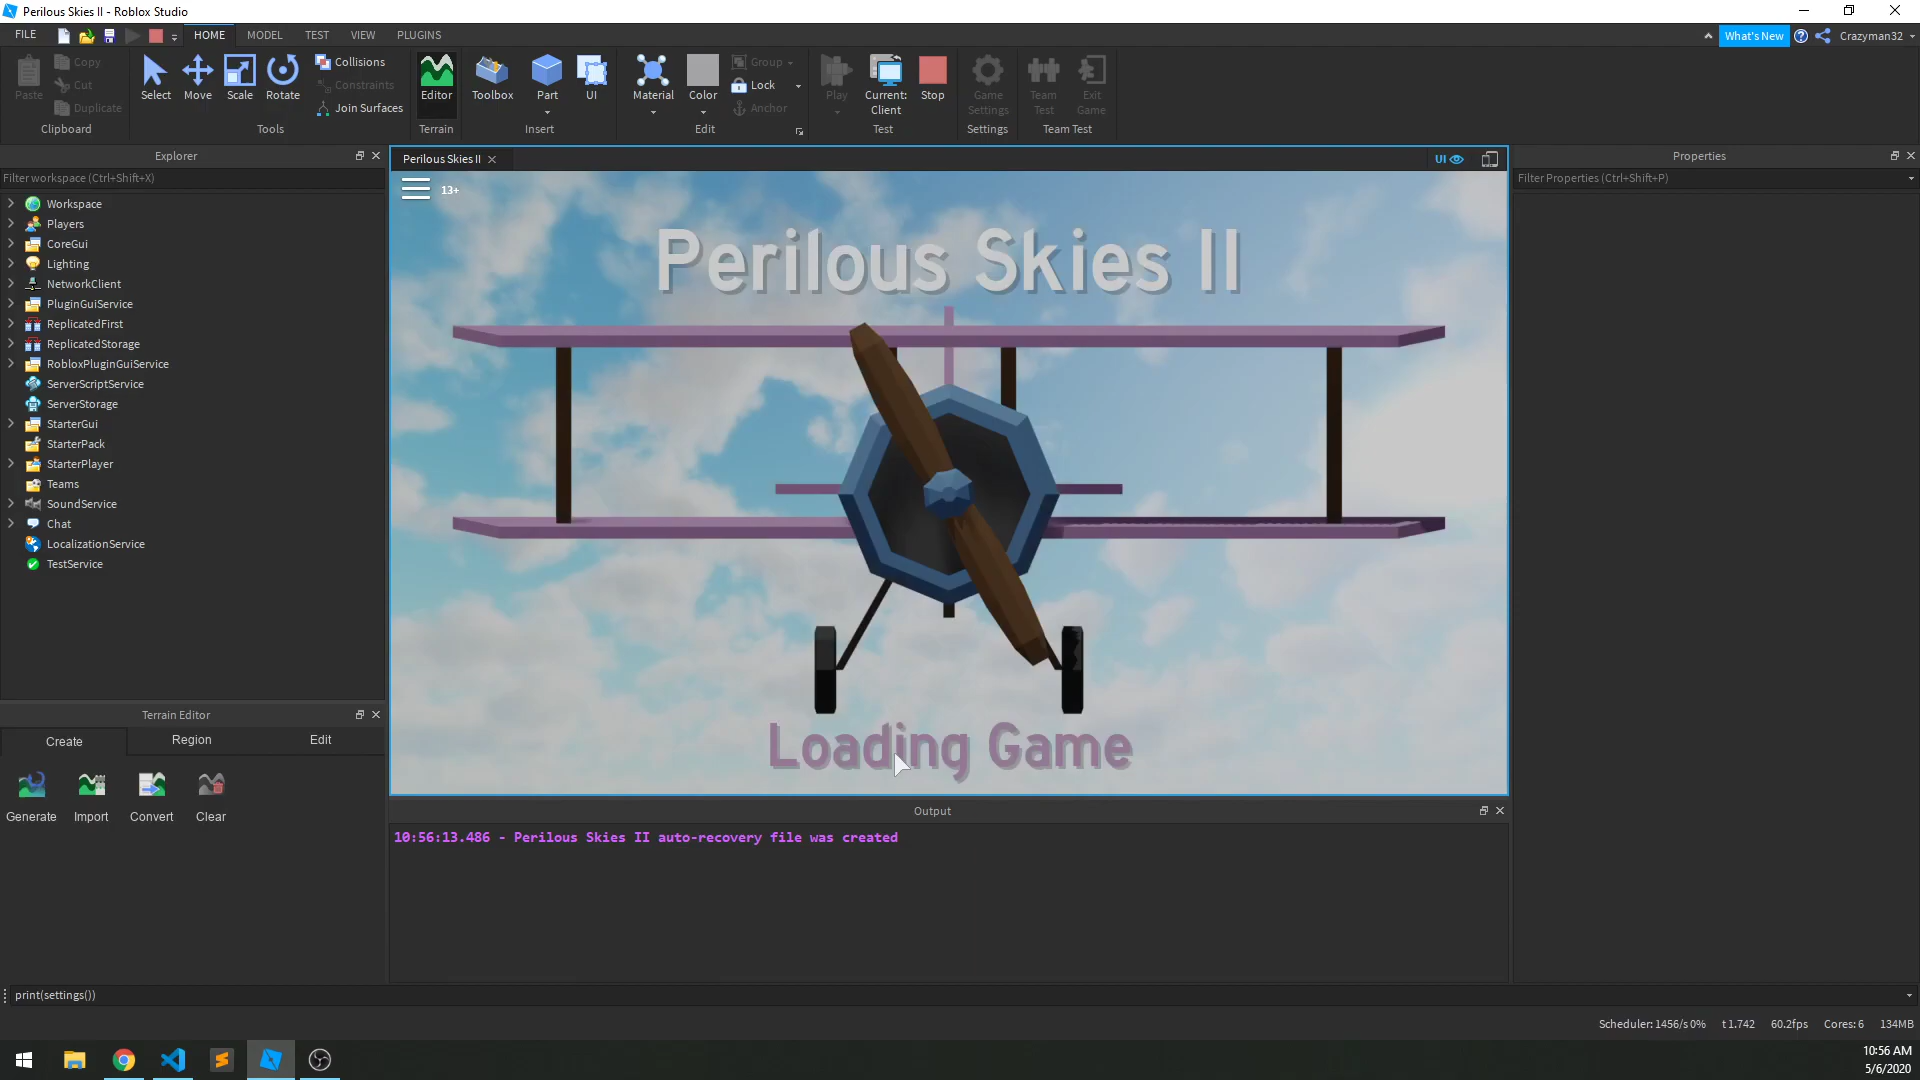 Perilous Skies II - Roblox Studio
FILE HOME MODEL TEST VIEW PLUGINS What's New Crazyman32
Paste Copy Cut Duplicate Clipboard
Select Move Scale Rotate Collisions Constraints Join Surfaces Tools
Editor Terrain
Toolbox Part UI Insert
Material Color Group Lock Anchor Edit
Play Current: Client Stop Test
Game Settings Settings
Team Test Exit Game Team Test
Explorer
Filter workspace (Ctrl+Shift+X)
Workspace
Players
CoreGui
Lighting
NetworkClient
PluginGuiService
ReplicatedFirst
ReplicatedStorage
RobloxPluginGuiService
ServerScriptService
ServerStorage
StarterGui
StarterPack
StarterPlayer
Teams
SoundService
Chat
LocalizationService
TestService
Terrain Editor
Create Region Edit
Generate Import Convert Clear
Perilous Skies II UI
13+
Perilous Skies II
Loading Game
Output
10:56:13.486 - Perilous Skies II auto-recovery file was created
Properties
Filter Properties (Ctrl+Shift+P)
print(settings())
Scheduler: 1456/s 0% t 1.742 60.2fps Cores: 6 134MB
10:56 AM
5/6/2020